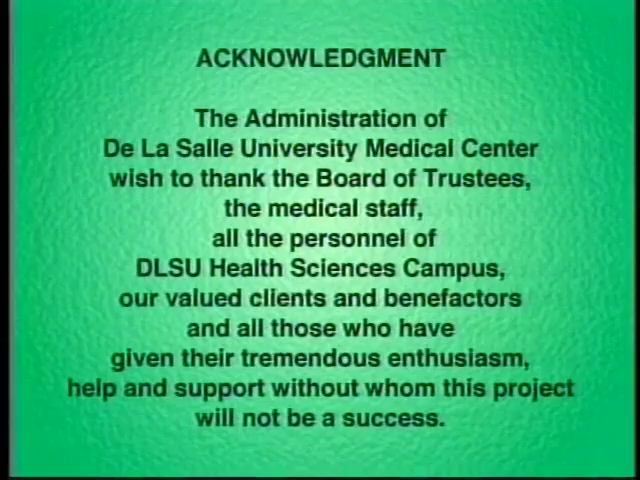 ACKNOWLEDGMENT
The Administration of
De La Salle University Medical Center
wish to thank the Board of Trustees,
the medical staff,
all the personnel of
DLSU Health Sciences Campus,
our valued clients and benefactors
and all those who have
given their tremendous enthusiasm,
help and support without whom this project
will not be a success.